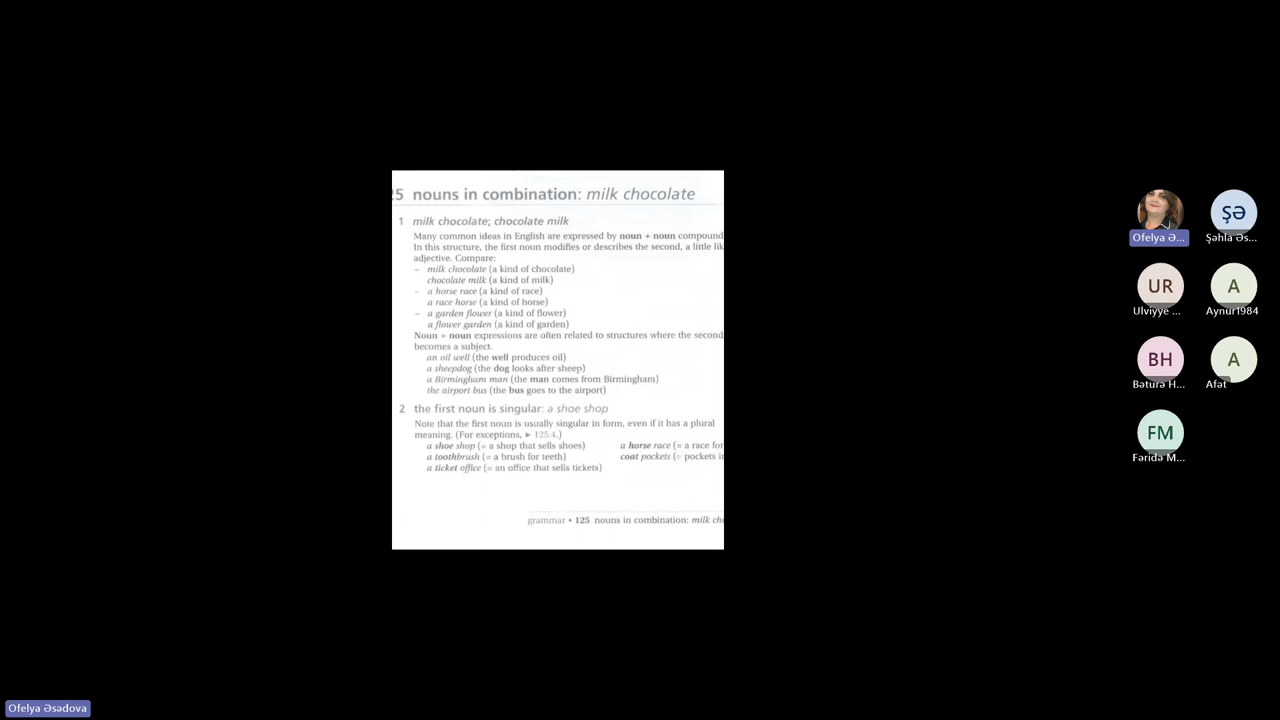 25 nouns in combination: milk chocolate
1 milk chocolate; chocolate milk
Many common ideas in English are expressed by noun + noun compound
In this structure, the first noun modifies or describes the second, a little lik
adjective. Compare:
– milk chocolate (a kind of chocolate)
chocolate milk (a kind of milk)
– a horse race (a kind of race)
a race horse (a kind of horse)
– a garden flower (a kind of flower)
a flower garden (a kind of garden)
Noun + noun expressions are often related to structures where the second
becomes a subject.
an oil well (the well produces oil)
a sheepdog (the dog looks after sheep)
a Birmingham man (the man comes from Birmingham)
the airport bus (the bus goes to the airport)
2 the first noun is singular: a shoe shop
Note that the first noun is usually singular in form, even if it has a plural
meaning. (For exceptions, ► 125.4.)
a shoe shop (= a shop that sells shoes) a horse race (= a race for
a toothbrush (= a brush for teeth) coat pockets (= pockets in
a ticket office (= an office that sells tickets)
grammar • 125 nouns in combination: milk cho
ŞƏ
Ofelya Ə... Şəhla Əs...
UR A
Ulviyyə ... Aynur1984
BH A
Bəturə H... Afət
FM
Fəridə M...
Ofelya Əsədova